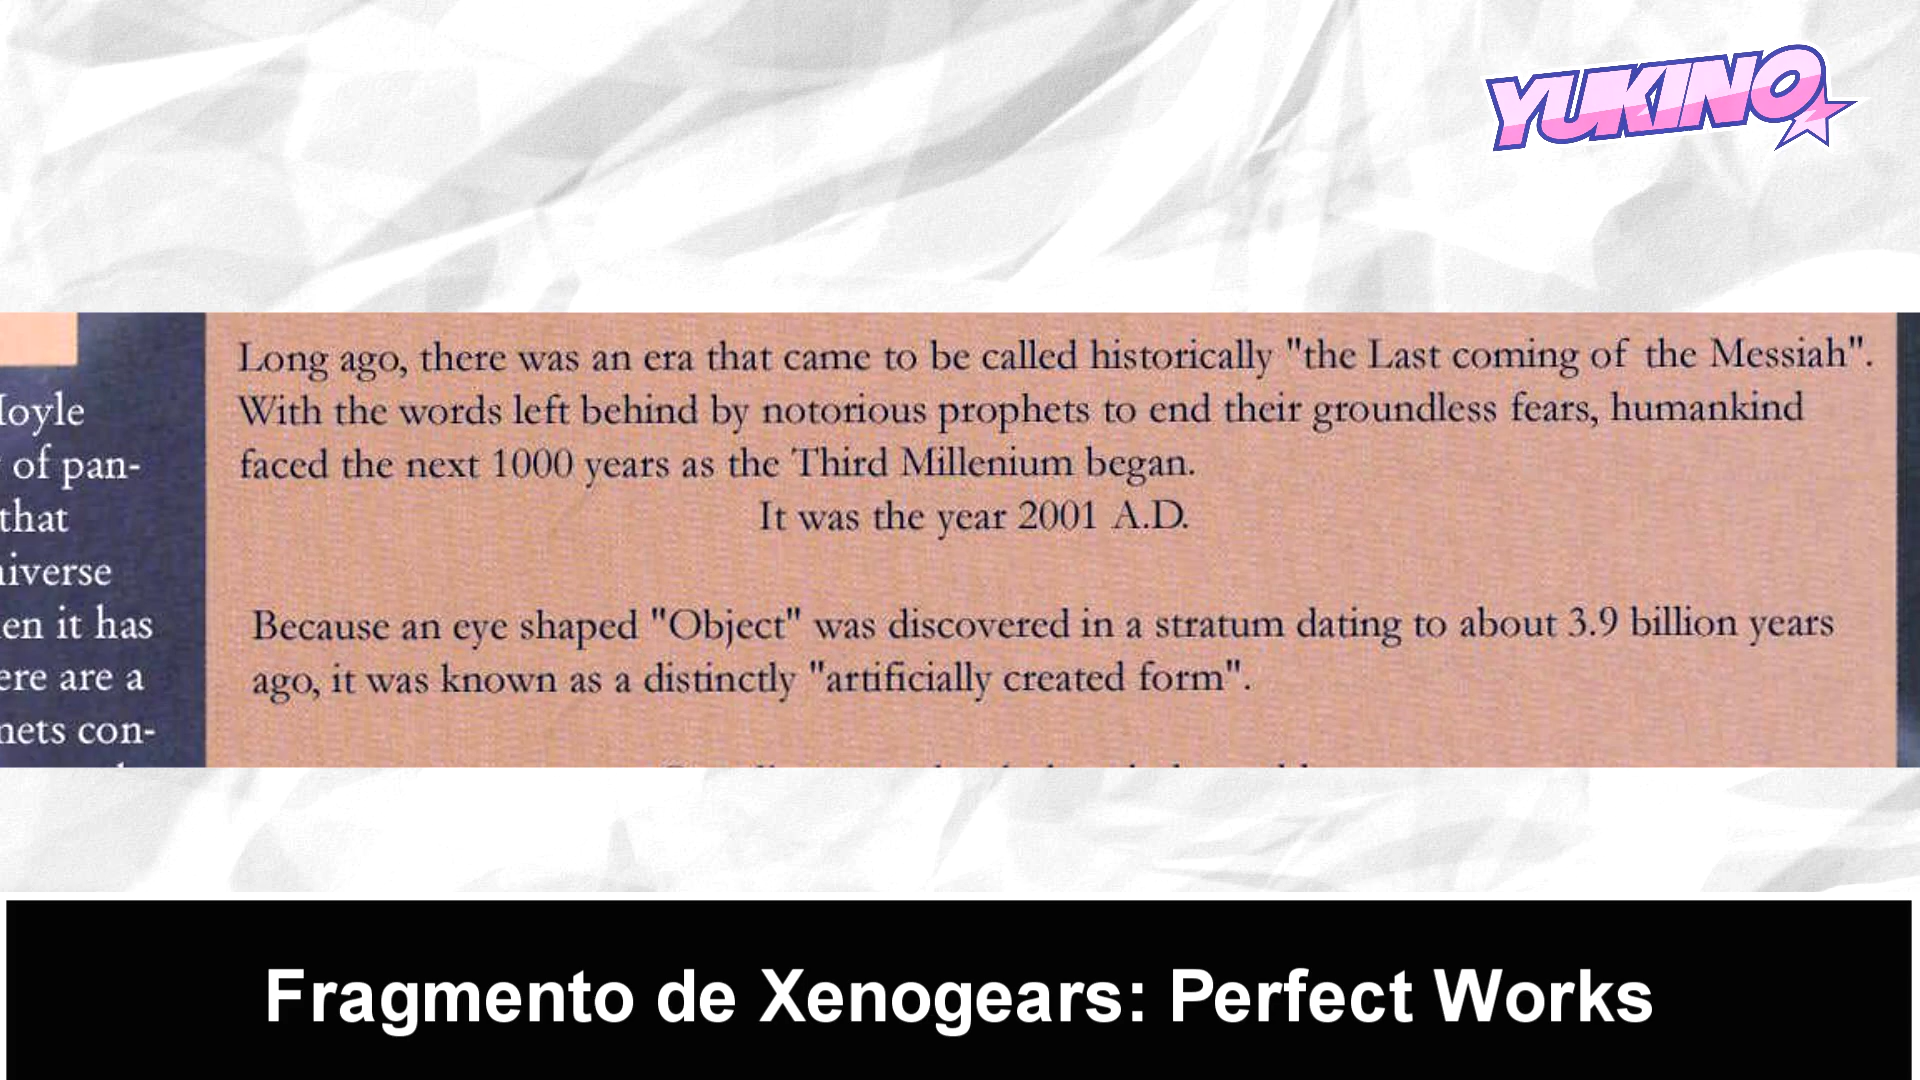 YUKINO
Long ago, there was an era that came to be called historically "the Last coming of the Messiah".
With the words left behind by notorious prophets to end their groundless fears, humankind
faced the next 1000 years as the Third Millenium began.
It was the year 2001 A.D.
Because an eye shaped "Object" was discovered in a stratum dating to about 3.9 billion years
ago, it was known as a distinctly "artificially created form".
of pan-
that
en it has
ere are a
con-
Fragmento de Xenogears: Perfect Works